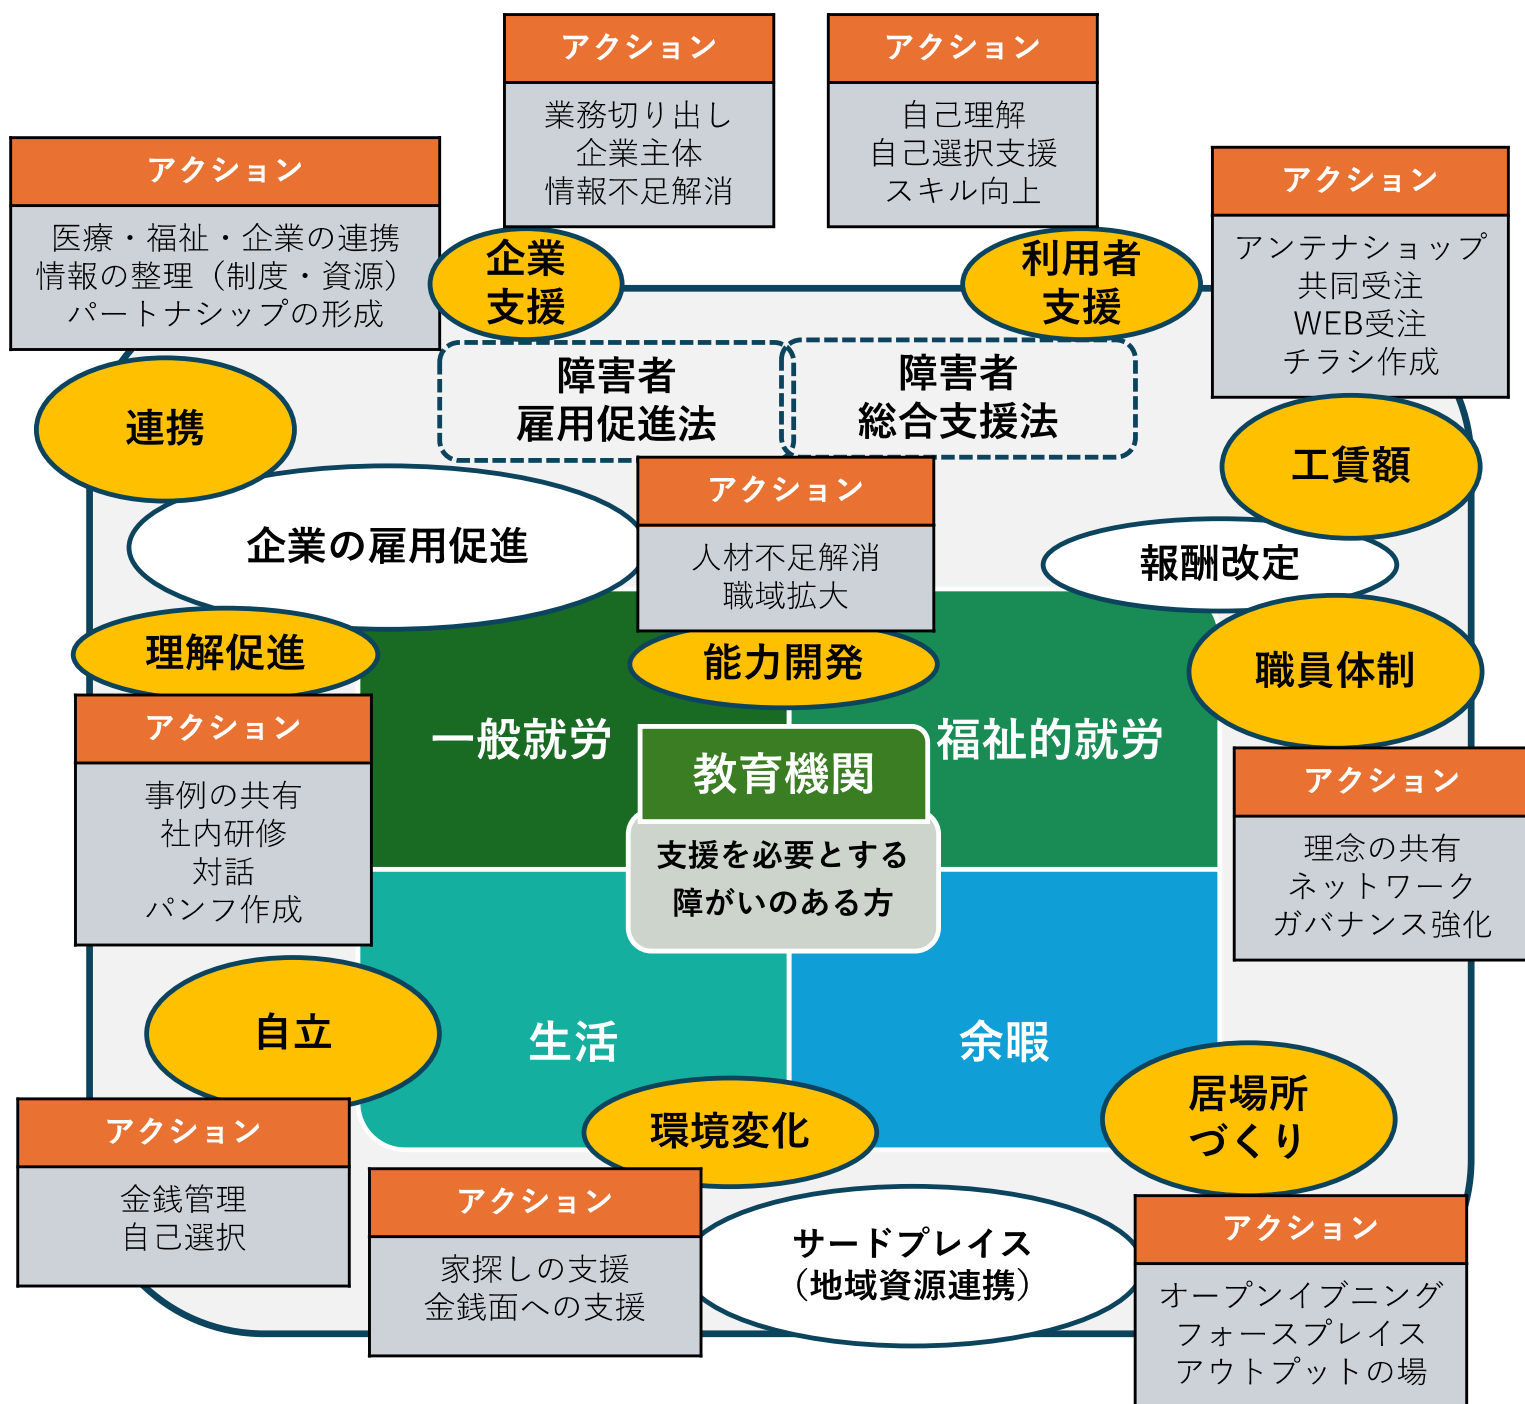 アクション
業務切り出し
企業主体
情報不足解消
アクション
自己理解
自己選択支援
スキル向上
アクション
医療・福祉・企業の連携
情報の整理（制度・資源）
パートナシップの形成
アクション
アンテナショップ
共同受注
WEB受注
チラシ作成
企業
支援
利用者
支援
障害者
雇用促進法
障害者
総合支援法
連携
工賃額
企業の雇用促進
アクション
人材不足解消
職域拡大
報酬改定
理解促進
能力開発
職員体制
アクション
事例の共有
社内研修
対話
パンフ作成
一般就労
福祉的就労
教育機関
支援を必要とする
障がいのある方
アクション
理念の共有
ネットワーク
ガバナンス強化
自立
生活
余暇
環境変化
居場所
づくり
アクション
金銭管理
自己選択
アクション
家探しの支援
金銭面への支援
サードプレイス
（地域資源連携）
アクション
オープンイブニング
フォースプレイス
アウトプットの場